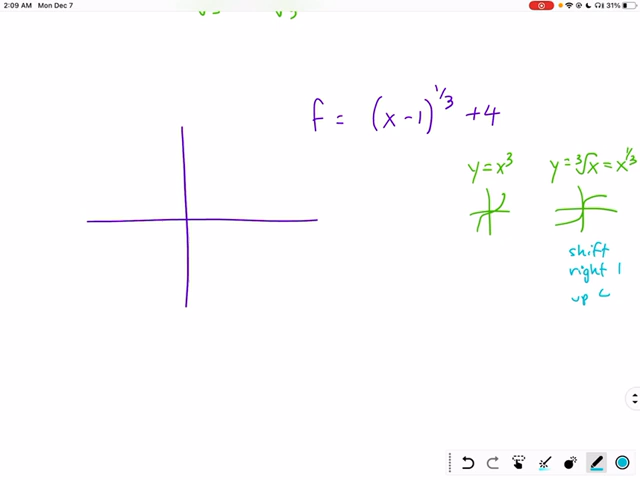 2:09 AM Mon Dec 7 31%
f = (x-1)^1/3 +4
y=x^3 y=∛x=x^1/3
shift
right 1
up